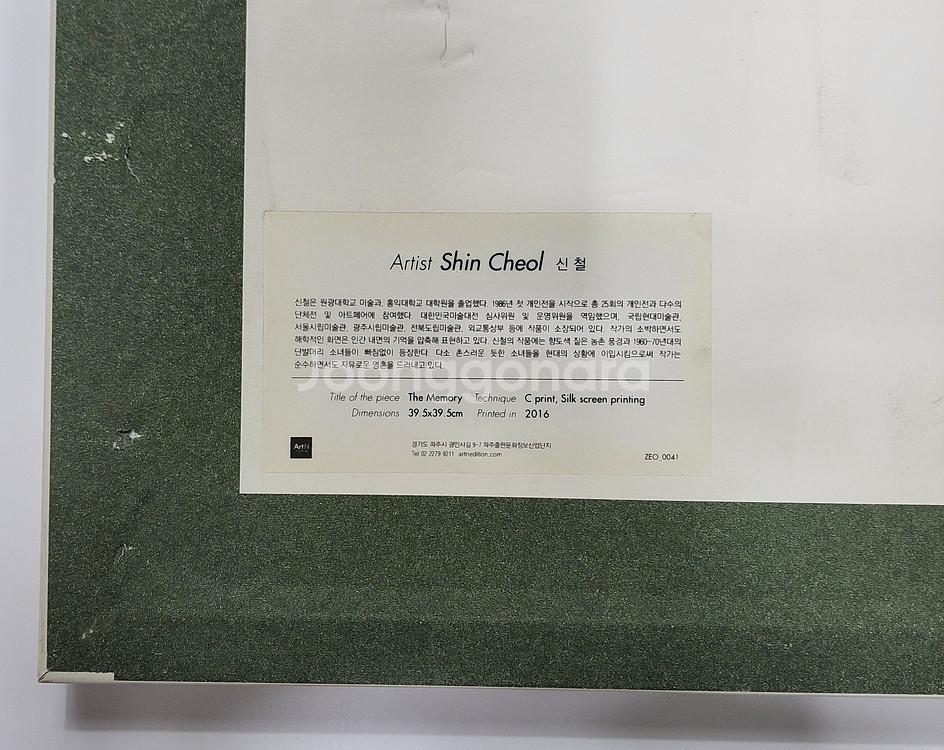 Artist Shin Cheol 신 철
신철은 원광대학교 미술과, 홍익대학교 대학원을 졸업했다. 1986년 첫 개인전을 시작으로 총 25회의 개인전과 다수의
단체전 및 아트페어에 참여했다. 대한민국미술대전 심사위원 및 운영위원을 역임했으며, 국립현대미술관,
서울시립미술관, 광주시립미술관, 전북도립미술관, 외교통상부 등에 작품이 소장되어 있다. 작가의 소박하면서도
해학적인 화면은 인간 내면의 기억을 압축해 표현하고 있다. 신철의 작품에는 향토색 짙은 농촌 풍경과 1960-70년대의
단발머리 소녀들이 빠짐없이 등장한다. 다소 촌스러운 듯한 소녀들을 현대의 상황에 이입시킴으로써 작가는
순수하면서도 자유로운 영혼을 드러내고 있다.
Joonggonara
Title of the piece The Memory Technique C print, Silk screen printing
Dimensions 39.5x39.5cm Printed in 2016
ArtN
경기도 파주시 광인사길 9-7 파주출판문화정보산업단지
Tel 02 2279 9211 artnedition.com
ZEO_0041